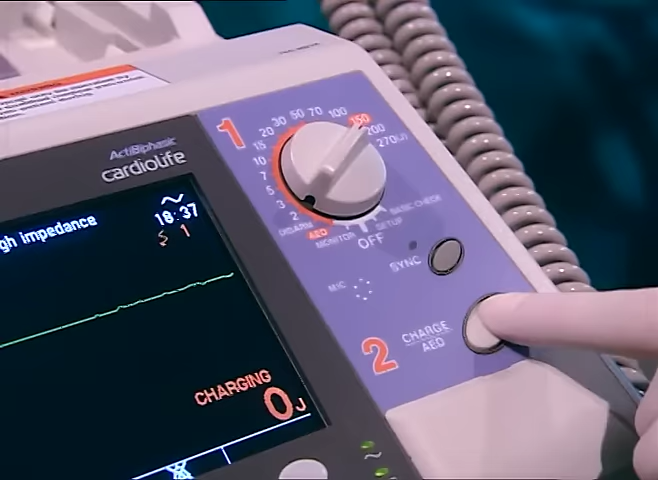 ActiBiphasic
cardiolife
gh impedance
18:37
1
CHARGING
0J
1
2
3
5
7
10
15
20
30
50
70
100
150
200
270(J)
DISARM
AED
MONITOR
OFF
SETUP
BASIC CHECK
SYNC
MIC
2
CHARGE
AED